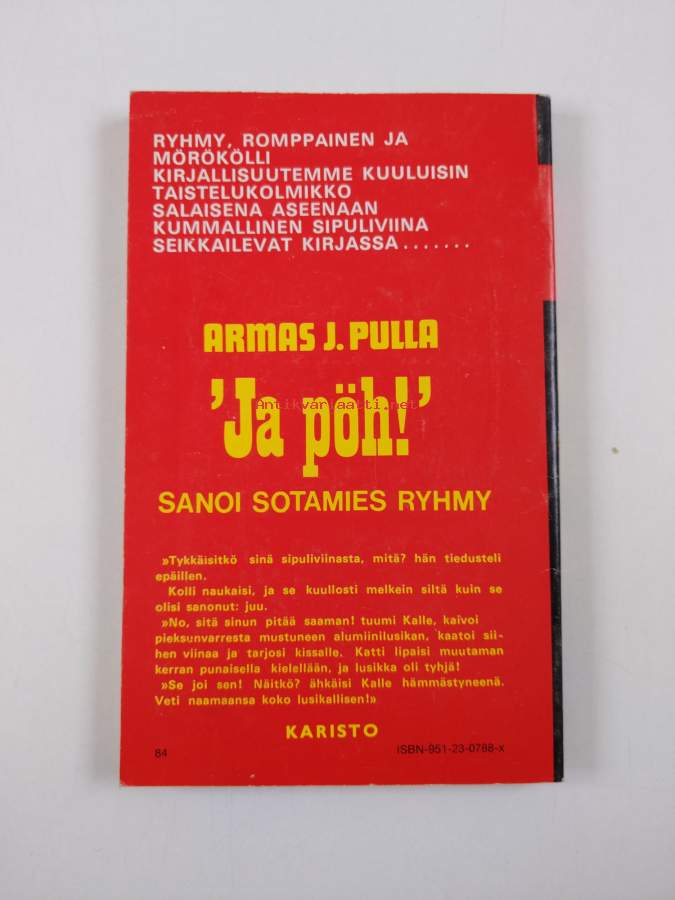 RYHMY, ROMPPAINEN JA
MÖRÖKÖLLI
KIRJALLISUUTEMME KUULUISIN
TAISTELUKOLMIKKO
SALAISENA ASEENAAN
KUMMALLINEN SIPULIVIINA
SEIKKAILEVAT KIRJASSA.......
ARMAS J. PULLA
'Ja pöh!'
Antikvariaatti.net
SANOI SOTAMIES RYHMY
»Tykkäisitkö sinä sipuliviinasta, mitä? hän tiedusteli
epäillen.
Kolli naukaisi, ja se kuullosti melkein siltä kuin se
olisi sanonut: juu.
»No, sitä sinun pitää saaman! tuumi Kalle, kaivoi
pieksunvarresta mustuneen alumiinilusikan, kaatoi sii-
hen viinaa ja tarjosi kissalle. Katti lipaisi muutaman
kerran punaisella kielellään, ja lusikka oli tyhjä!
»Se joi sen! Näitkö? ähkäisi Kalle hämmästyneenä.
Veti naamaansa koko lusikallisen!»
KARISTO
84
ISBN-951-23-0788-x